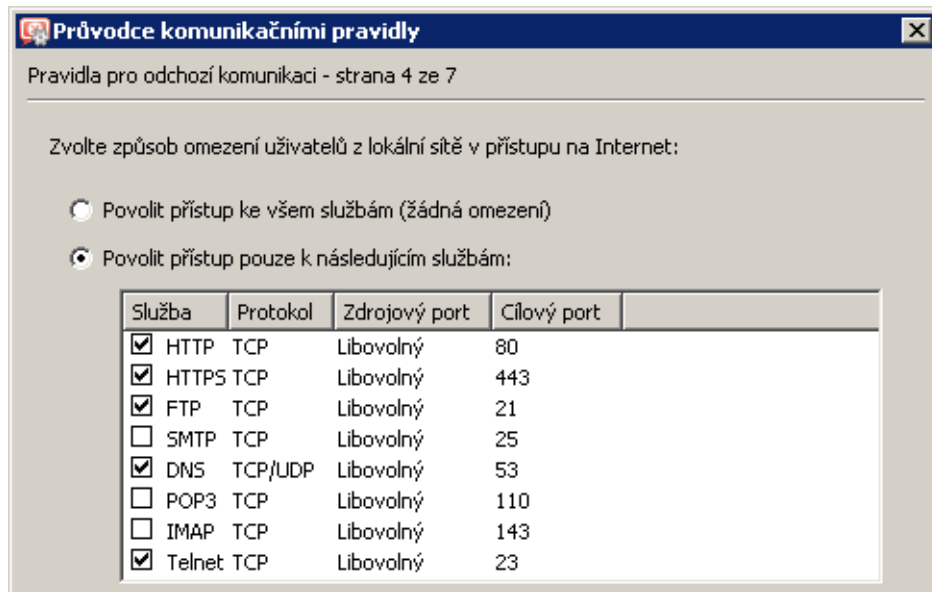 Průvodce komunikačními pravidly
Pravidla pro odchozí komunikaci - strana 4 ze 7
Zvolte způsob omezení uživatelů z lokální sítě v přístupu na Internet:
Povolit přístup ke všem službám (žádná omezení)
Povolit přístup pouze k následujícím službám:
Služba Protokol Zdrojový port Cílový port
HTTP TCP Libovolný 80
HTTPS TCP Libovolný 443
FTP TCP Libovolný 21
SMTP TCP Libovolný 25
DNS TCP/UDP Libovolný 53
POP3 TCP Libovolný 110
IMAP TCP Libovolný 143
Telnet TCP Libovolný 23